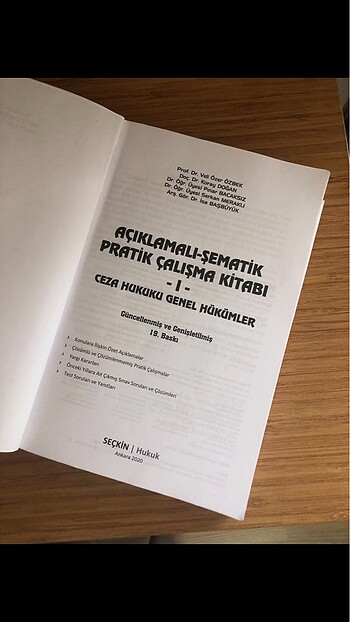 Prof. Dr. Veli Özer ÖZBEK
Doç. Dr. Koray DOĞAN
Dr. Öğr. Üyesi Pınar BACAKSIZ
Dr. Öğr. Üyesi Serkan MERAKLI
Arş. Gör. Dr. İsa BAŞBÜYÜK
AÇIKLAMALI-ŞEMATİK
PRATİK ÇALIŞMA KİTABI
- I -
CEZA HUKUKU GENEL HÜKÜMLER
Güncellenmiş ve Genişletilmiş
19. Baskı
Konulara İlişkin Özet Açıklamalar
Çözümlü ve Çözümlenmemiş Pratik Çalışmalar
Yargı Kararları
Önceki Yıllara Ait Çıkmış Sınav Soruları ve Çözümleri
Test Soruları ve Yanıtları
SEÇKİN | Hukuk
Ankara 2020